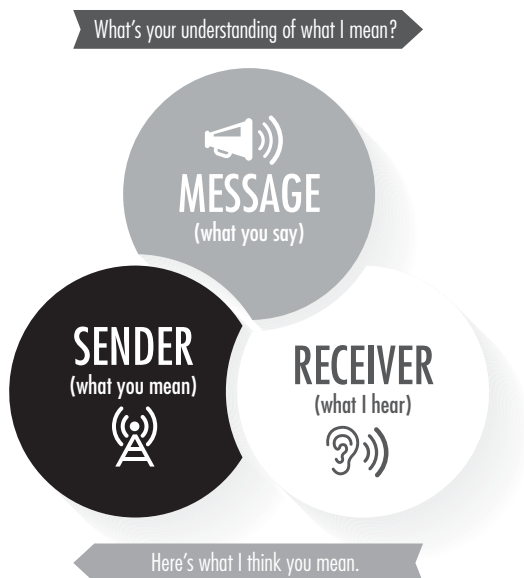 What's your understanding of what I mean?
MESSAGE
(what you say)
SENDER
(what you mean)
RECEIVER
(what I hear)
Here's what I think you mean.